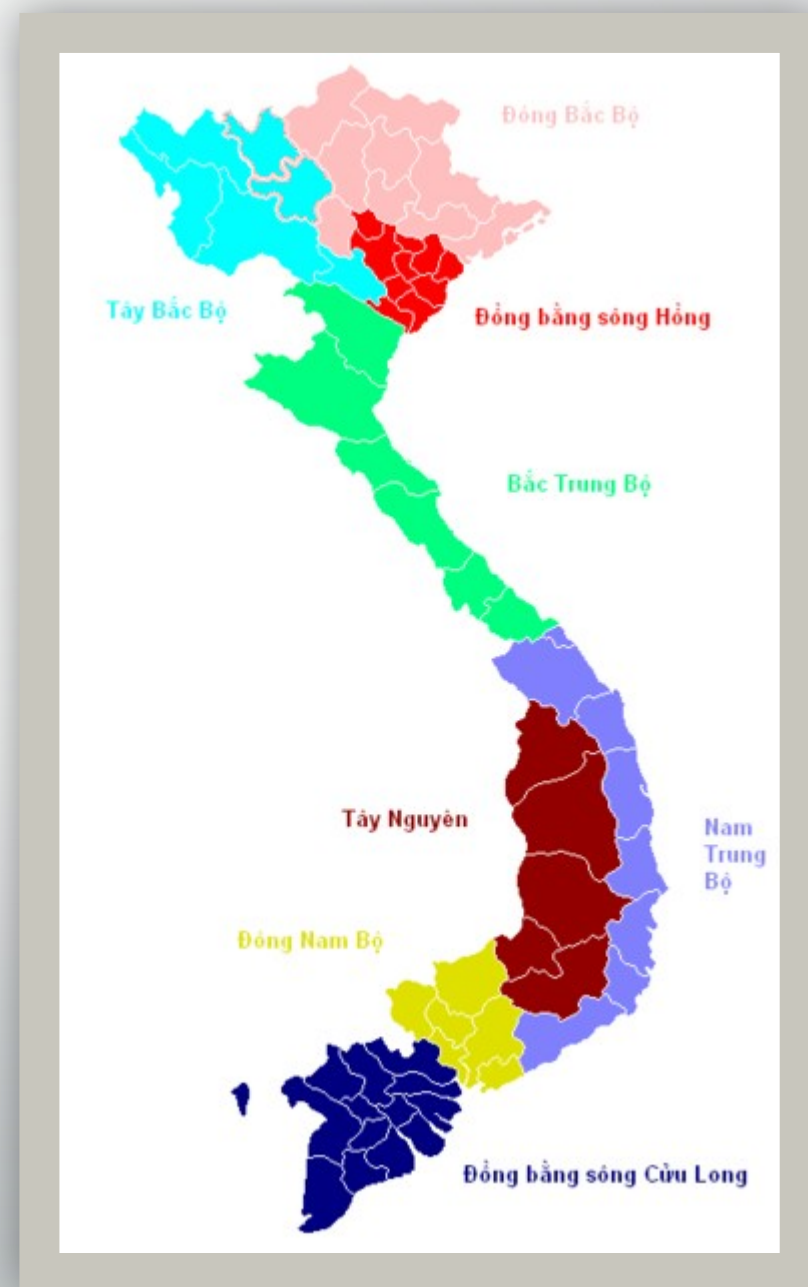 Đông Bắc Bộ
Tây Bắc Bộ
Đồng bằng sông Hồng
Bắc Trung Bộ
Tây Nguyên
Nam
Trung
Bộ
Đông Nam Bộ
Đồng bằng sông Cửu Long